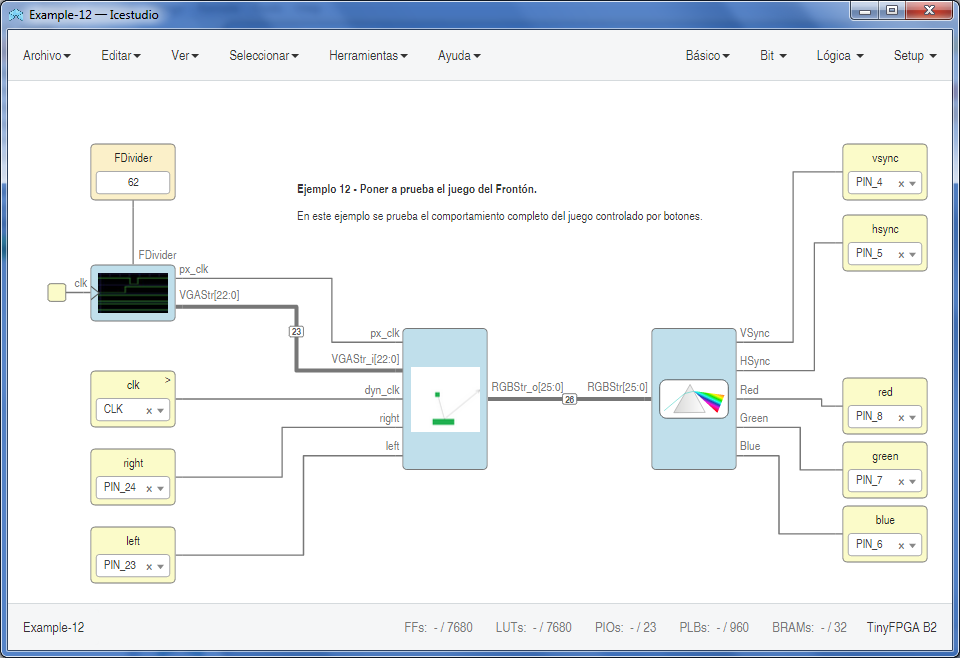 Example-12 — Icestudio
Archivo Editar Ver Seleccionar Herramientas Ayuda Básico Bit Lógica Setup
FDivider
62
Ejemplo 12 - Poner a prueba el juego del Frontón.
En este ejemplo se prueba el comportamiento completo del juego controlado por botones.
vsync
PIN_4 x
hsync
PIN_5 x
FDivider
clk
px_clk
VGAStr[22:0]
23
px_clk
VGAStr_i[22:0]
dyn_clk
right
left
RGBStr_o[25:0]
26
RGBStr[25:0]
VSync
HSync
Red
Green
Blue
clk >
CLK x
right
PIN_24 x
left
PIN_23 x
red
PIN_8 x
green
PIN_7 x
blue
PIN_6 x
Example-12 FFs: - / 7680 LUTs: - / 7680 PIOs: - / 23 PLBs: - / 960 BRAMs: - / 32 TinyFPGA B2